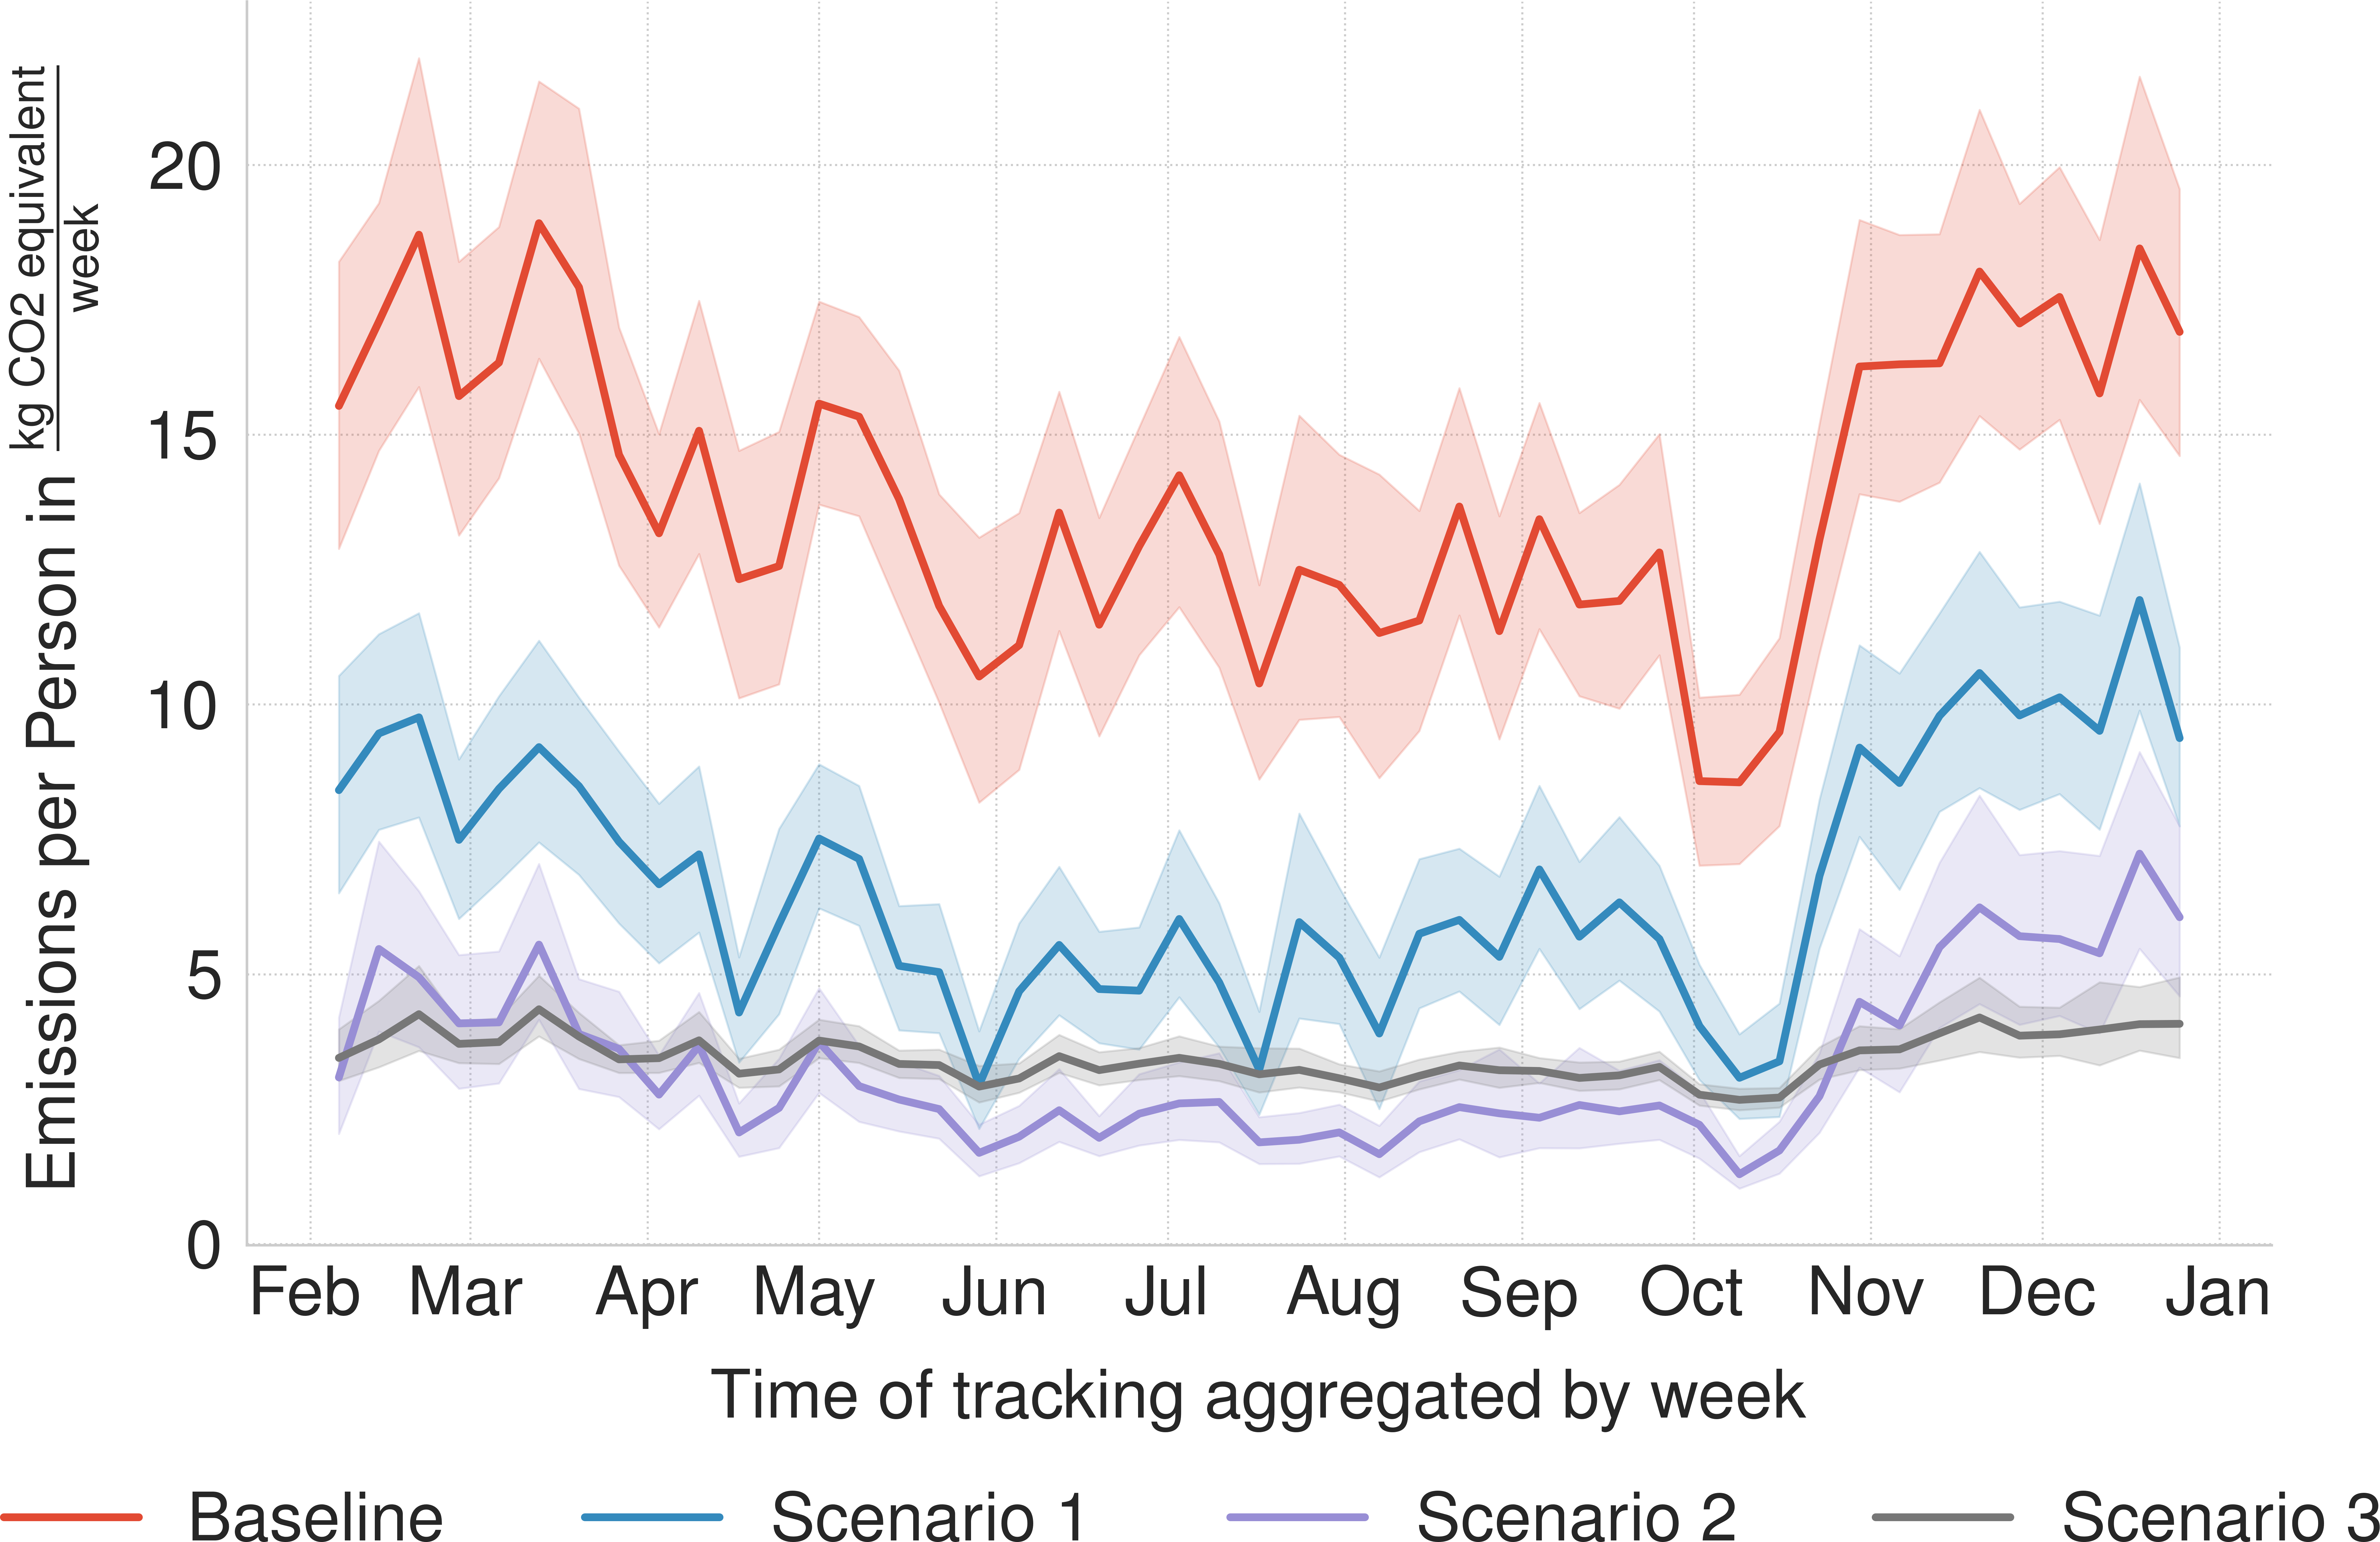 Emissions per Person in kg CO2 equivalent
week
20
15
10
5
0
Feb Mar Apr May Jun Jul Aug Sep Oct Nov Dec Jan
Time of tracking aggregated by week
Baseline Scenario 1 Scenario 2 Scenario 3